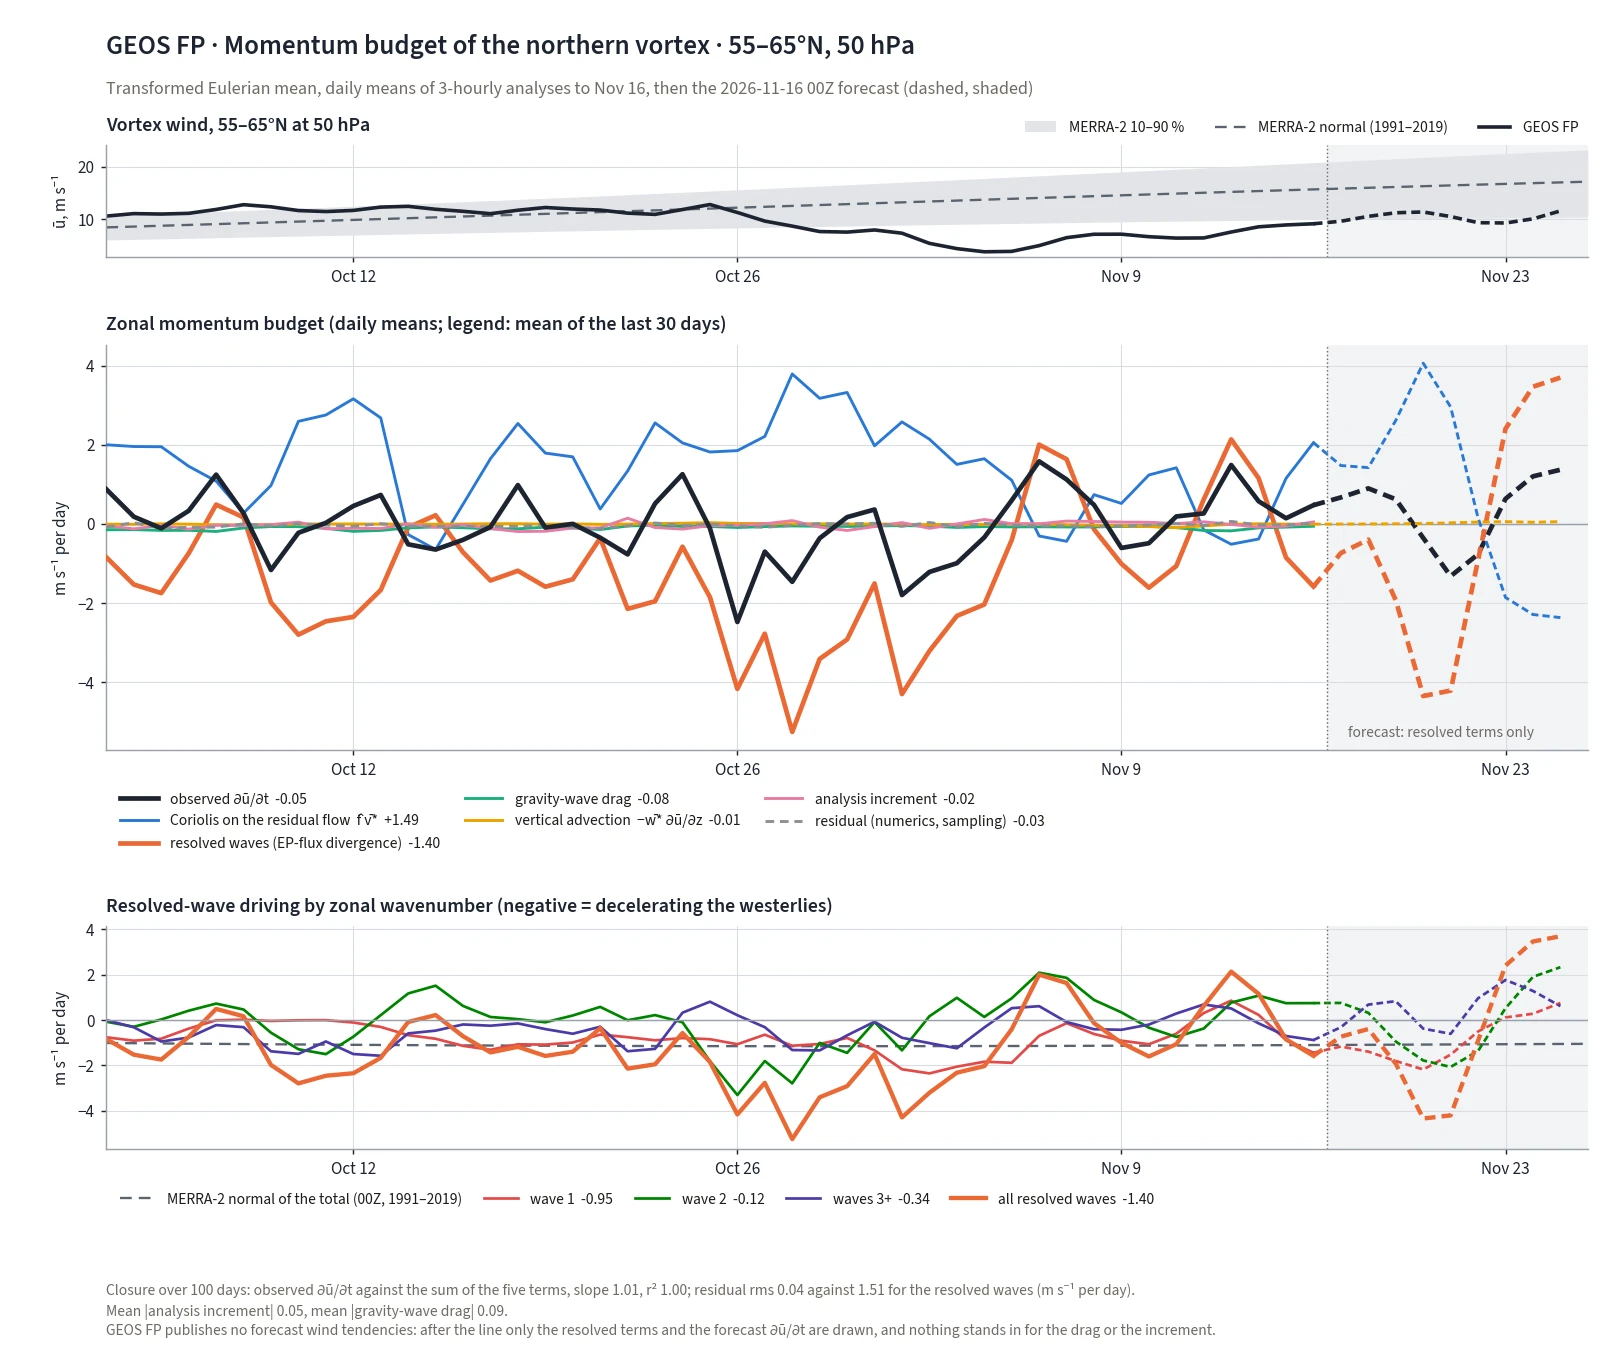 GEOS FP · Momentum budget of the northern vortex · 55–65°N, 50 hPa
Transformed Eulerian mean, daily means of 3-hourly analyses to Nov 16, then the 2026-11-16 00Z forecast (dashed, shaded)
Vortex wind, 55–65°N at 50 hPa
MERRA-2 10–90 %
MERRA-2 normal (1991–2019)
GEOS FP
20
10
ū, m s⁻¹
Oct 12
Oct 26
Nov 9
Nov 23
Zonal momentum budget (daily means; legend: mean of the last 30 days)
4
2
0
−2
−4
m s⁻¹ per day
forecast: resolved terms only
Oct 12
Oct 26
Nov 9
Nov 23
observed ∂ū/∂t -0.05
gravity-wave drag -0.08
analysis increment -0.02
Coriolis on the residual flow f v̄* +1.49
vertical advection −w̄* ∂ū/∂z -0.01
residual (numerics, sampling) -0.03
resolved waves (EP-flux divergence) -1.40
Resolved-wave driving by zonal wavenumber (negative = decelerating the westerlies)
4
2
0
−2
−4
m s⁻¹ per day
Oct 12
Oct 26
Nov 9
Nov 23
MERRA-2 normal of the total (00Z, 1991–2019)
wave 1 -0.95
wave 2 -0.12
waves 3+ -0.34
all resolved waves -1.40
Closure over 100 days: observed ∂ū/∂t against the sum of the five terms, slope 1.01, r² 1.00; residual rms 0.04 against 1.51 for the resolved waves (m s⁻¹ per day).
Mean |analysis increment| 0.05, mean |gravity-wave drag| 0.09.
GEOS FP publishes no forecast wind tendencies: after the line only the resolved terms and the forecast ∂ū/∂t are drawn, and nothing stands in for the drag or the increment.